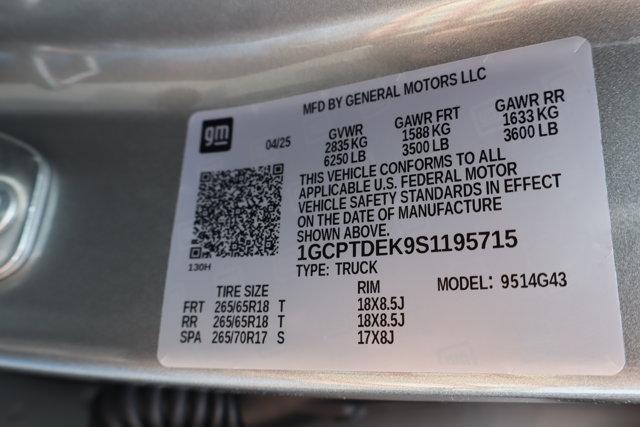 MFD BY GENERAL MOTORS LLC
gm
04/25
GVWR GAWR FRT GAWR RR
2835 KG 1588 KG 1633 KG
6250 LB 3500 LB 3600 LB
THIS VEHICLE CONFORMS TO ALL
APPLICABLE U.S. FEDERAL MOTOR
VEHICLE SAFETY STANDARDS IN EFFECT
ON THE DATE OF MANUFACTURE
SHOWN ABOVE.
1GCPTDEK9S1195715
130H
TYPE: TRUCK MODEL: 9514G43
TIRE SIZE RIM
FRT 265/65R18 T 18X8.5J
RR 265/65R18 T 18X8.5J
SPA 265/70R17 S 17X8J